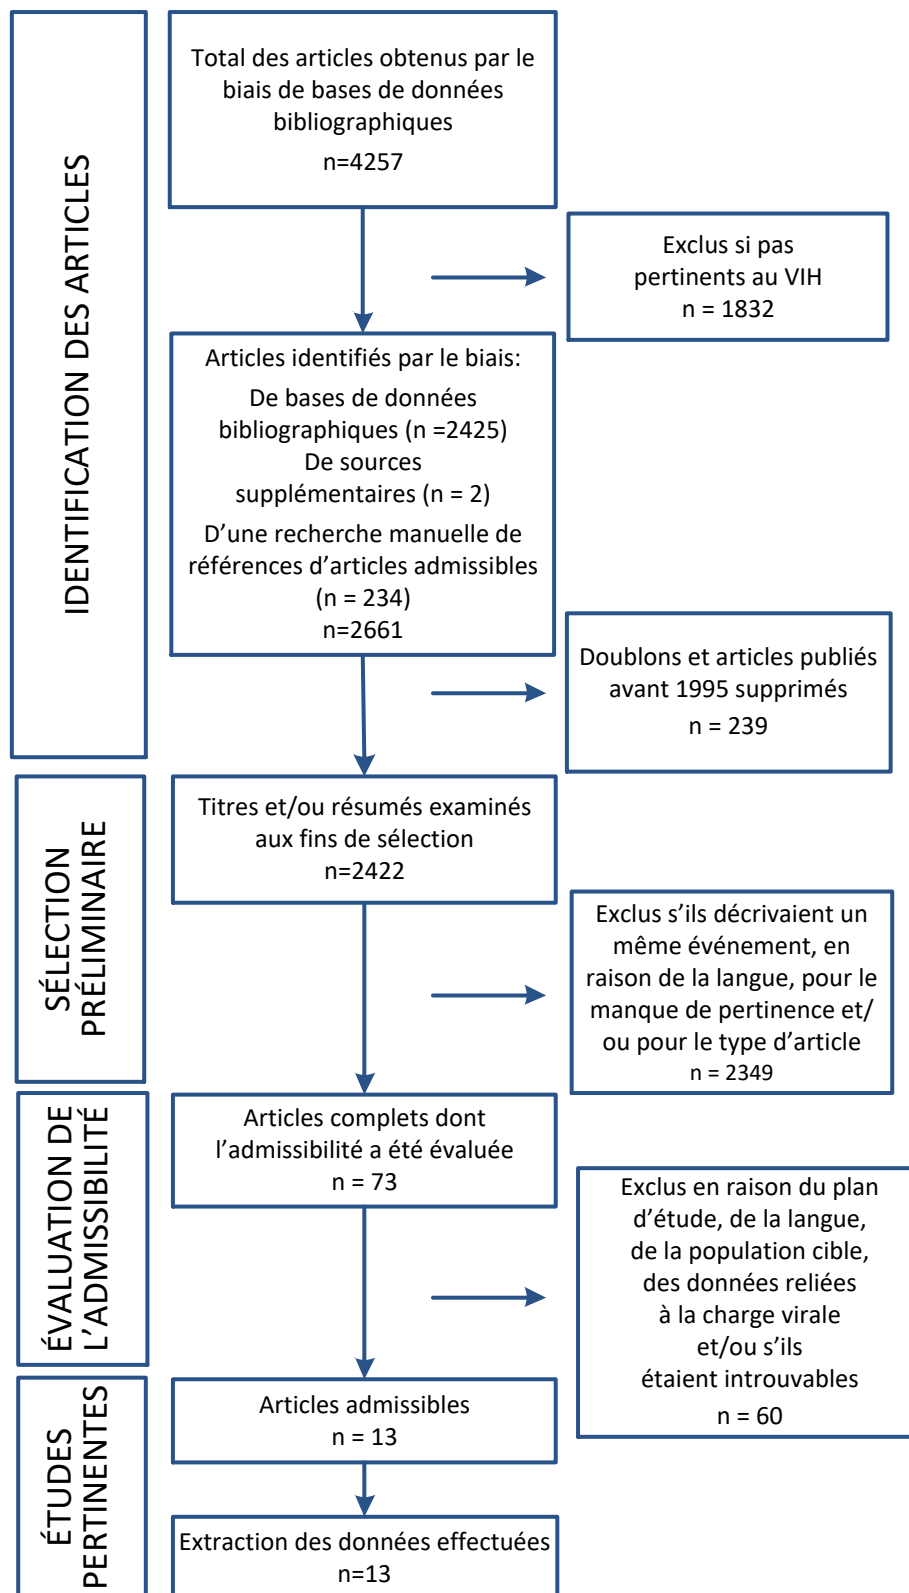 IDENTIFICATION DES ARTICLES
Total des articles obtenus par le
biais de bases de données
bibliographiques
n=4257
Exclus si pas
pertinents au VIH
n = 1832
Articles identifiés par le biais:
De bases de données
bibliographiques (n =2425)
De sources
supplémentaires (n = 2)
D’une recherche manuelle de
références d’articles admissibles
(n = 234)
n=2661
Doublons et articles publiés
avant 1995 supprimés
n = 239
SÉLECTION
PRÉLIMINAIRE
Titres et/ou résumés examinés
aux fins de sélection
n=2422
Exclus s’ils décrivaient un
même événement, en
raison de la langue, pour le
manque de pertinence et/
ou pour le type d’article
n = 2349
ÉVALUATION DE
L’ADMISSIBILITÉ
Articles complets dont
l’admissibilité a été évaluée
n = 73
Exclus en raison du plan
d’étude, de la langue,
de la population cible,
des données reliées
à la charge virale
et/ou s’ils
étaient introuvables
n = 60
ÉTUDES
PERTINENTES
Articles admissibles
n = 13
Extraction des données effectuées
n=13